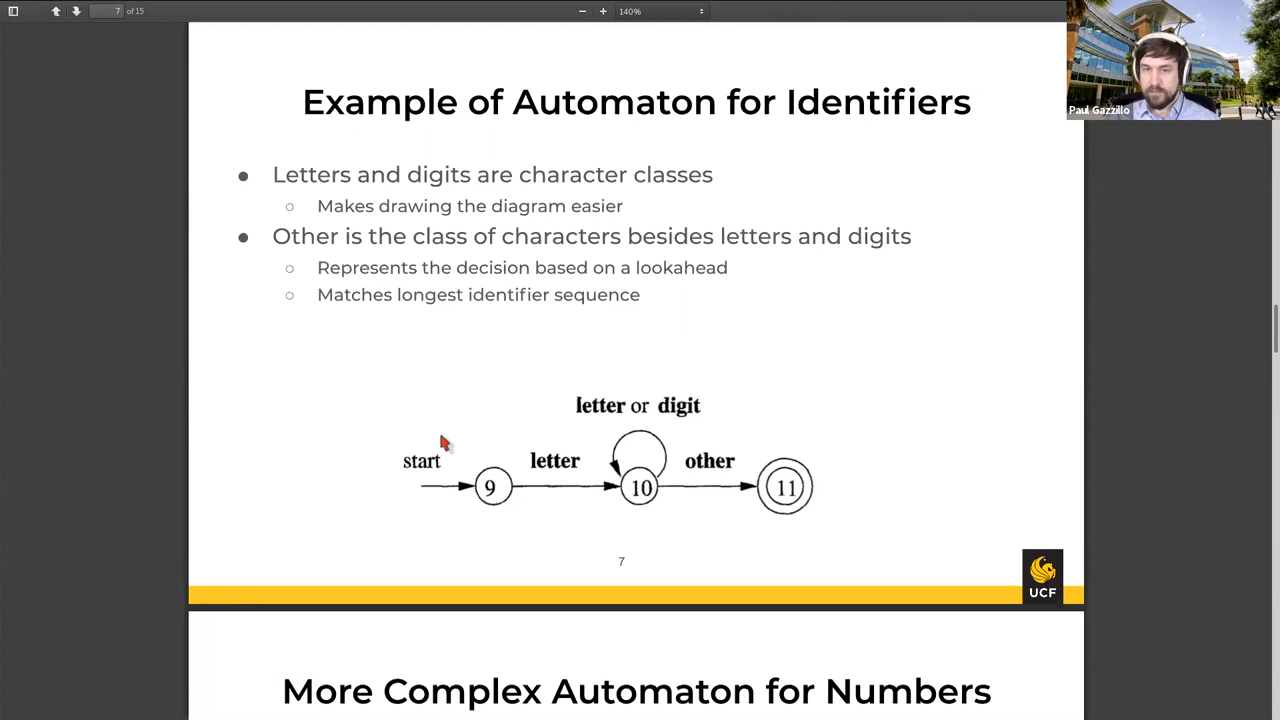 7 of 15
140%
Paul Gazzillo
Example of Automaton for Identifiers
● Letters and digits are character classes
○ Makes drawing the diagram easier
● Other is the class of characters besides letters and digits
○ Represents the decision based on a lookahead
○ Matches longest identifier sequence
letter or digit
start letter other
9 10 11
7
UCF
More Complex Automaton for Numbers